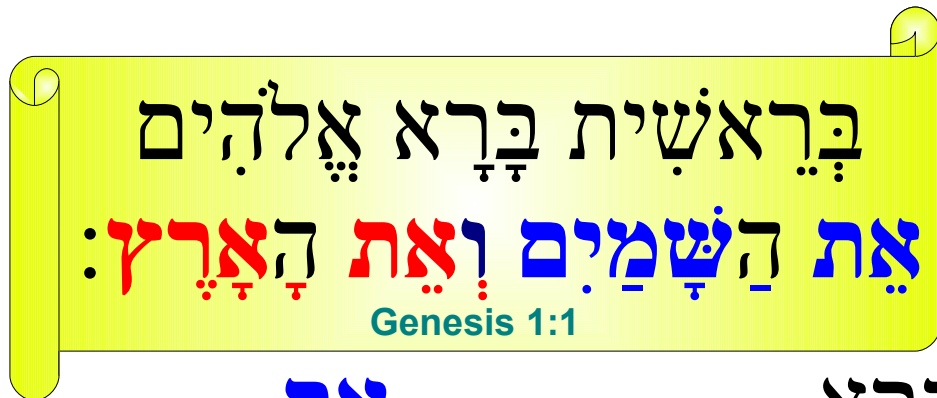 בְּרֵאשִׁית בָּרָא אֱלֹהִים
אֵת הַשָּׁמַיִם וְאֵת הָאָרֶץ:
Genesis 1:1